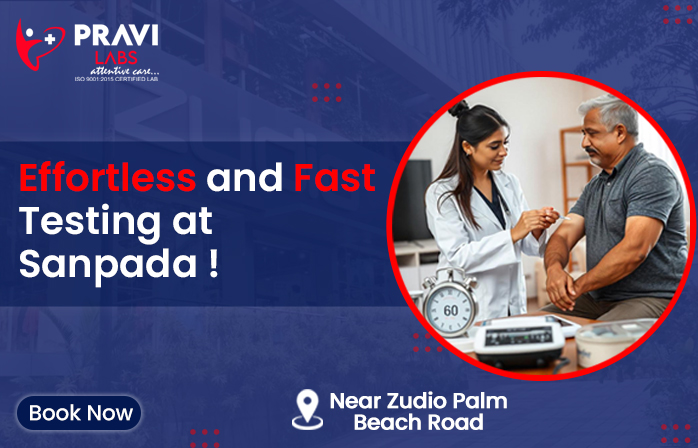 PRAVI
LABS
attentive care...
ISO 9001:2015 CERTIFIED LAB
Effortless and Fast
Testing at
Sanpada !
60
Book Now
Near Zudio Palm
Beach Road